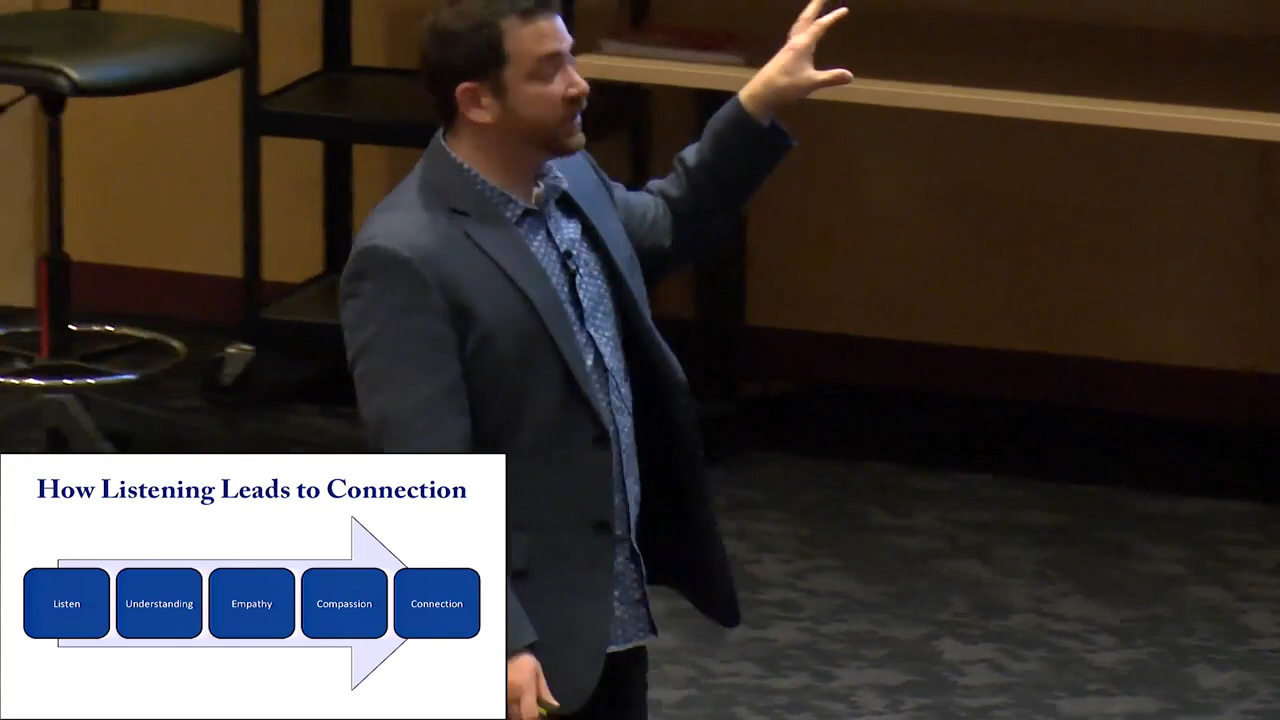 How Listening Leads to Connection
Listen
Understanding
Empathy
Compassion
Connection